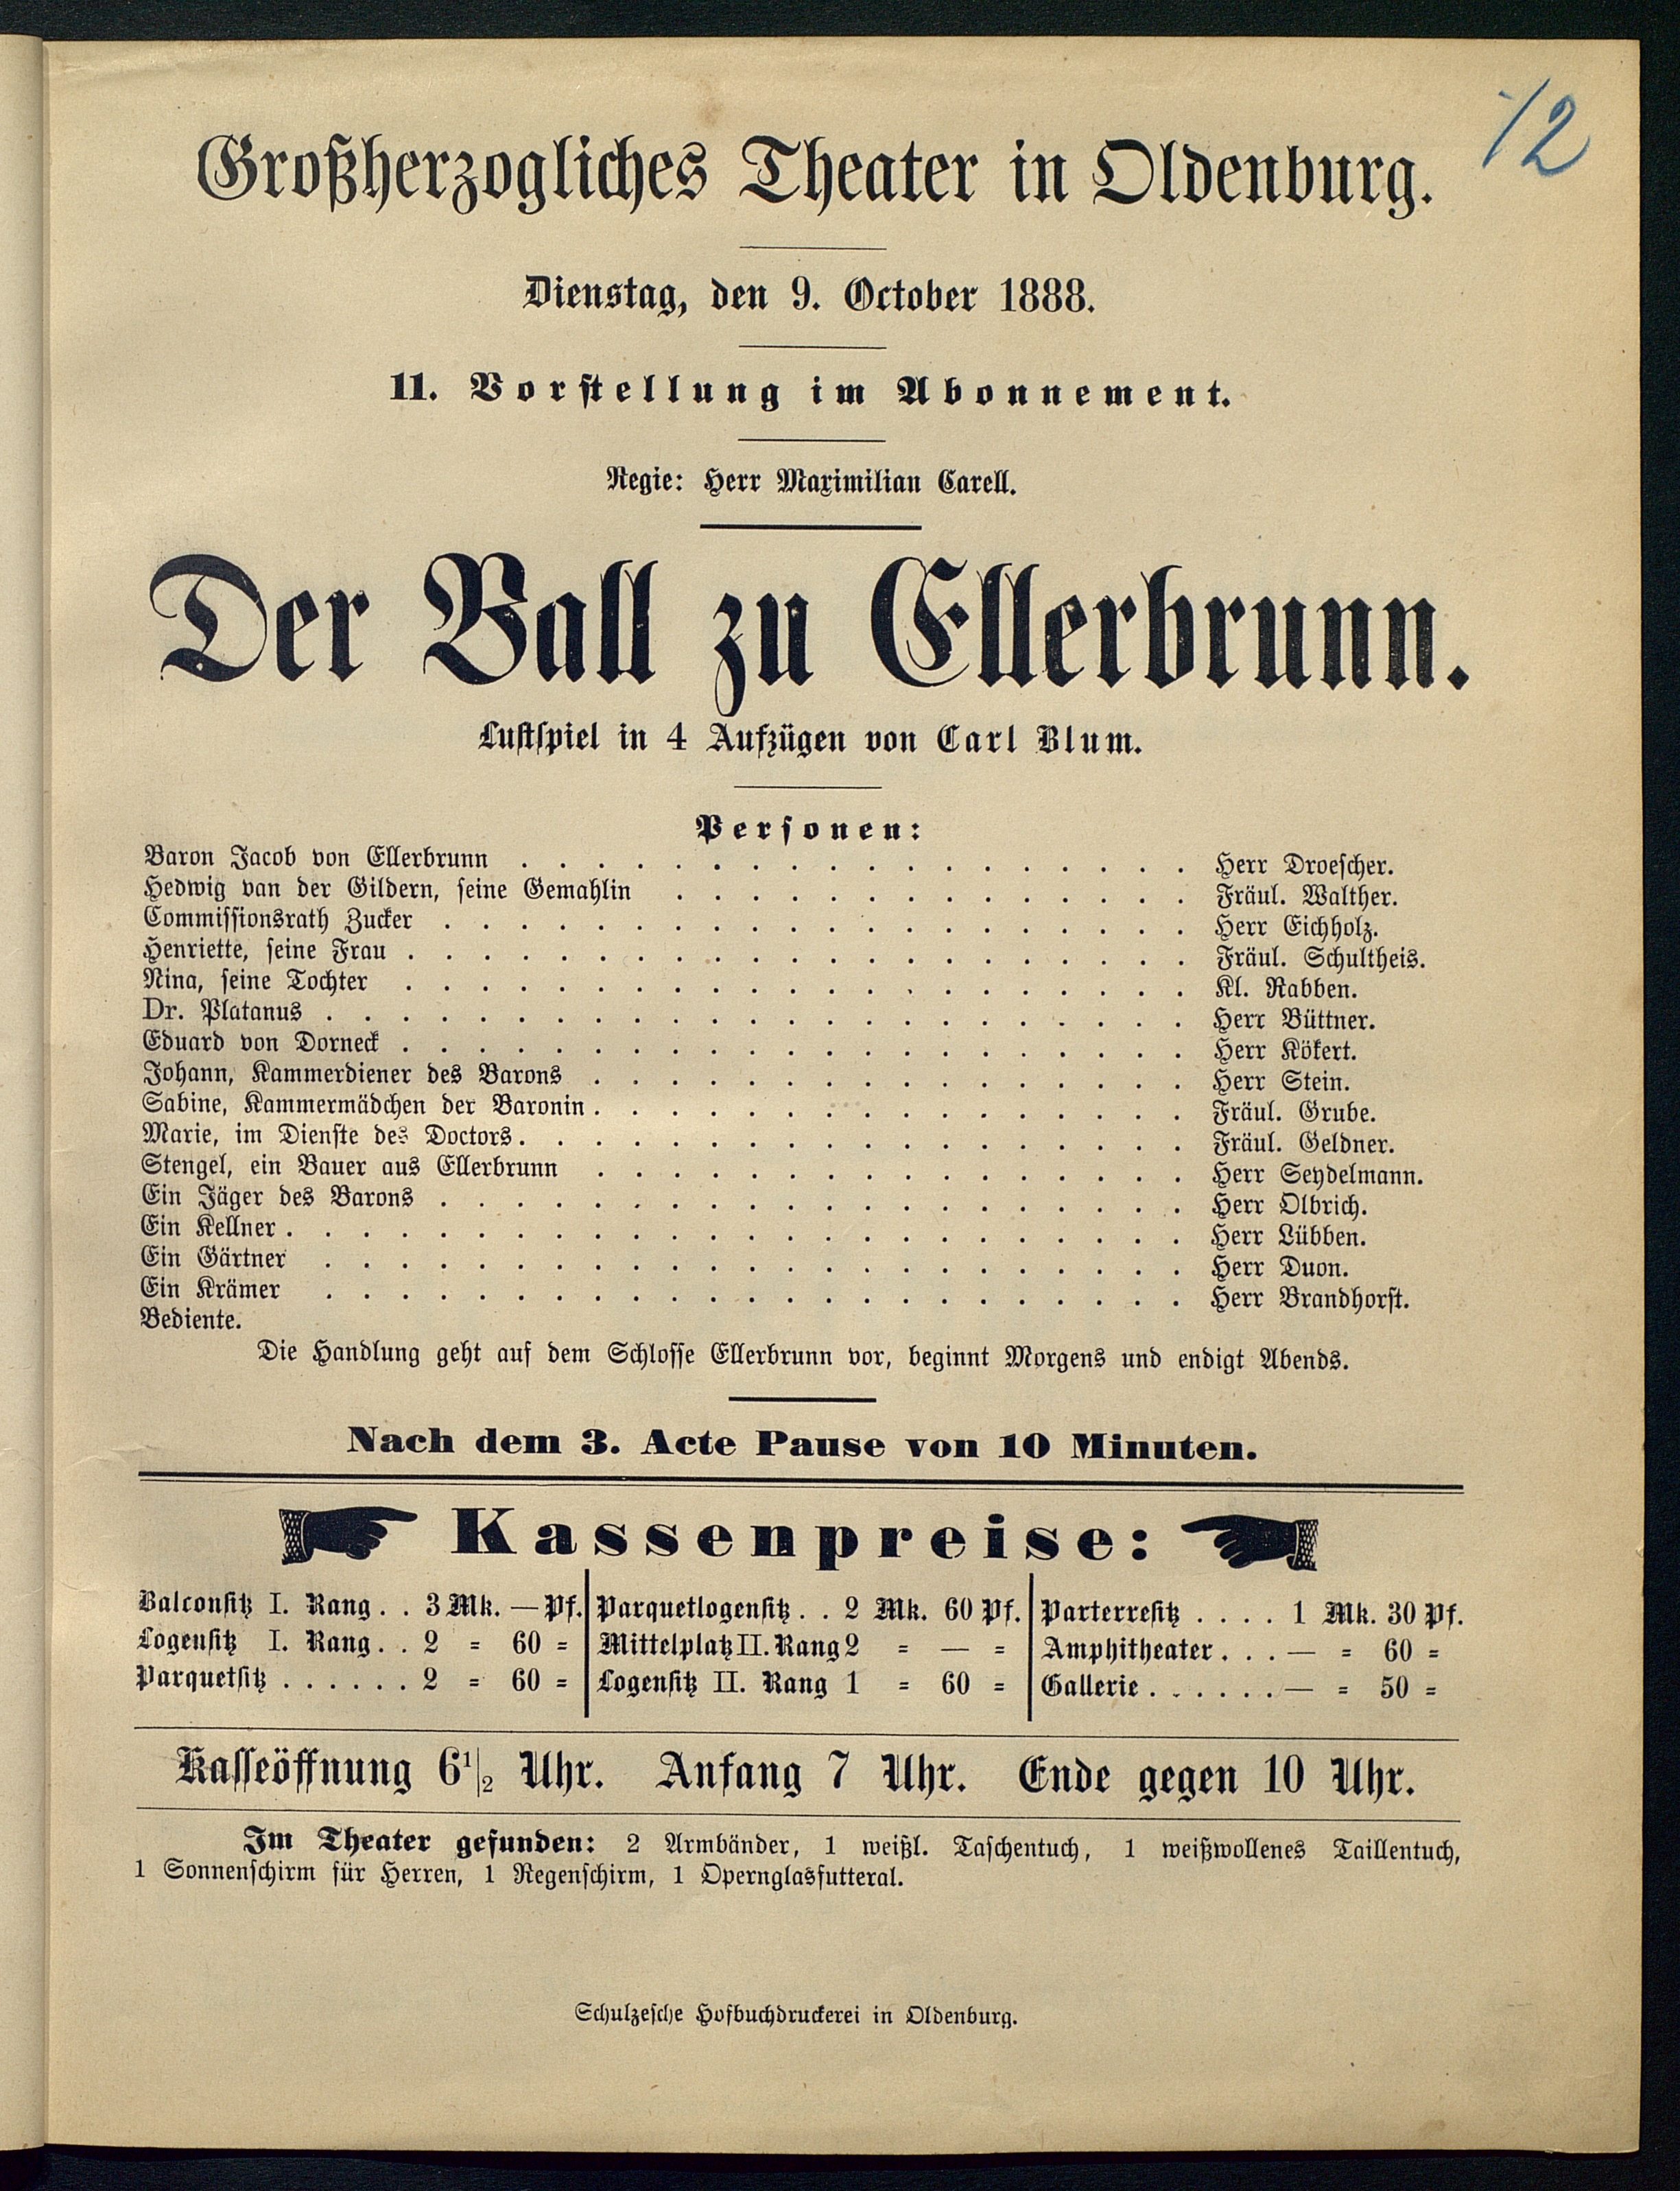 12
Großherzogliches Theater in Oldenburg.
Dienstag, den 9. October 1888.
11. Vorstellung im Abonnement.
Regie: Herr Maximilian Carell.
Der Ball zu Ellerbrunn.
Lustspiel in 4 Aufzügen von Carl Blum.
Personen:
Baron Jacob von Ellerbrunn . . . . . . . . . . . . . . . . . . Herr Droescher.
Hedwig van der Gildern, seine Gemahlin . . . . . . . . . . . . . . Fräul. Walther.
Commissionsrath Zucker . . . . . . . . . . . . . . . . . . . . Herr Eichholz.
Henriette, seine Frau . . . . . . . . . . . . . . . . . . . . . Fräul. Schultheis.
Nina, seine Tochter . . . . . . . . . . . . . . . . . . . . . Kl. Rabben.
Dr. Platanus . . . . . . . . . . . . . . . . . . . . . . . Herr Büttner.
Eduard von Dorneck . . . . . . . . . . . . . . . . . . . . . Herr Kökert.
Johann, Kammerdiener des Barons . . . . . . . . . . . . . . . . Herr Stein.
Sabine, Kammermädchen der Baronin . . . . . . . . . . . . . . . . Fräul. Grube.
Marie, im Dienste des Doctors . . . . . . . . . . . . . . . . . . Fräul. Geldner.
Stengel, ein Bauer aus Ellerbrunn . . . . . . . . . . . . . . . . Herr Seydelmann.
Ein Jäger des Barons . . . . . . . . . . . . . . . . . . . . Herr Olbrich.
Ein Kellner . . . . . . . . . . . . . . . . . . . . . . . . Herr Lübben.
Ein Gärtner . . . . . . . . . . . . . . . . . . . . . . . Herr Duon.
Ein Krämer . . . . . . . . . . . . . . . . . . . . . . . Herr Brandhorst.
Bediente.
Die Handlung geht auf dem Schlosse Ellerbrunn vor, beginnt Morgens und endigt Abends.
Nach dem 3. Acte Pause von 10 Minuten.
Kassenpreise:
Balconsitz I. Rang . . 3 Mk. — Pf. Parquetlogensitz . . 2 Mk. 60 Pf. Parterresitz . . . . 1 Mk. 30 Pf.
Logensitz I. Rang . . 2 = 60 = Mittelplatz II. Rang 2 = — = Amphitheater . . . — = 60 =
Parquetsitz . . . . . . 2 = 60 = Logensitz II. Rang 1 = 60 = Gallerie . . . . . . — = 50 =
Kasseöffnung 6 1/2 Uhr. Anfang 7 Uhr. Ende gegen 10 Uhr.
Im Theater gefunden: 2 Armbänder, 1 weißl. Taschentuch, 1 weißwollenes Taillentuch,
1 Sonnenschirm für Herren, 1 Regenschirm, 1 Opernglasfutteral.
Schulzesche Hofbuchdruckerei in Oldenburg.